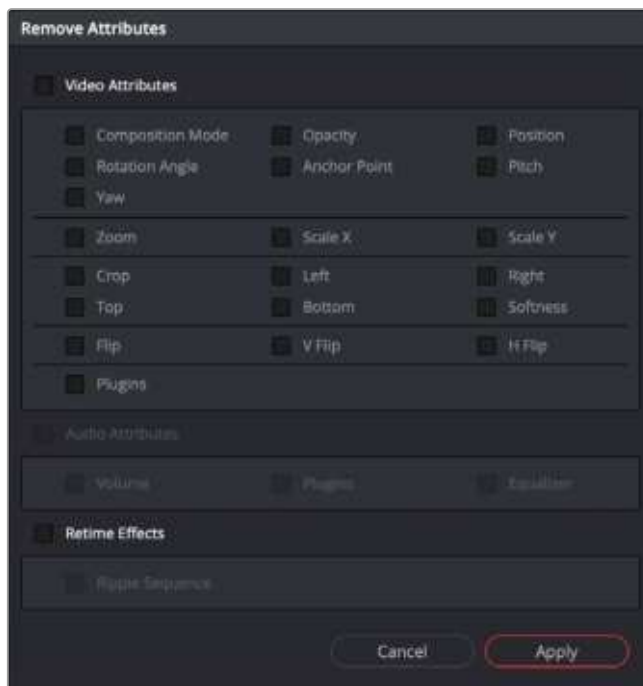 Remove Attributes
Video Attributes
Composition Mode Opacity Position
Rotation Angle Anchor Point Pitch
Yaw
Zoom Scale X Scale Y
Crop Left Right
Top Bottom Softness
Flip V Flip H Flip
Plugins
Audio Attributes
Volume Plugins Equalizer
Retime Effects
Ripple Sequence
Cancel Apply